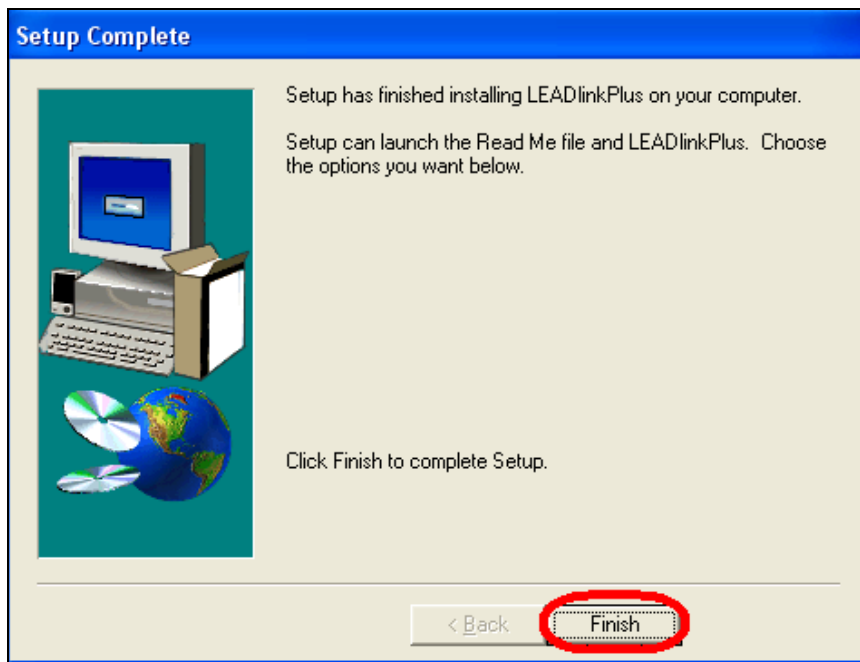 Setup Complete
Setup has finished installing LEADlinkPlus on your computer.
Setup can launch the Read Me file and LEADlinkPlus. Choose
the options you want below.
Click Finish to complete Setup.
< Back
Finish